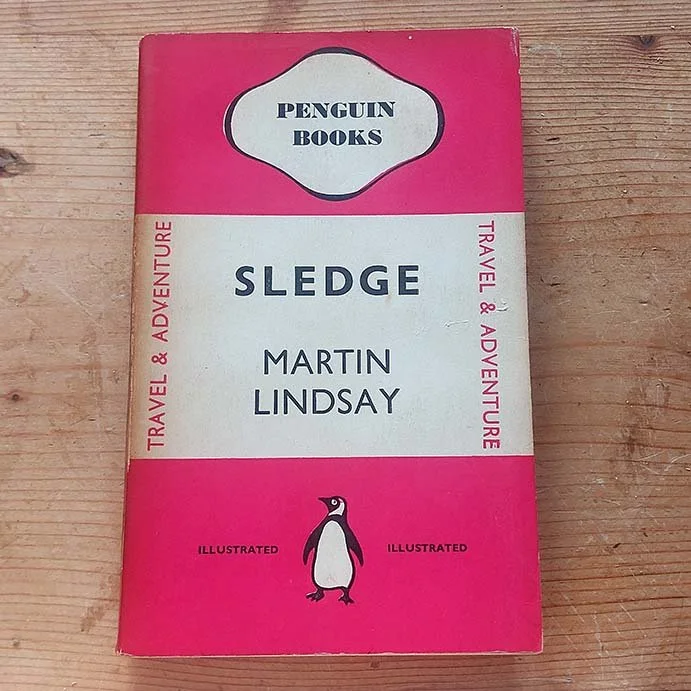 PENGUIN
BOOKS
TRAVEL & ADVENTURE
SLEDGE
MARTIN
LINDSAY
TRAVEL & ADVENTURE
ILLUSTRATED
ILLUSTRATED